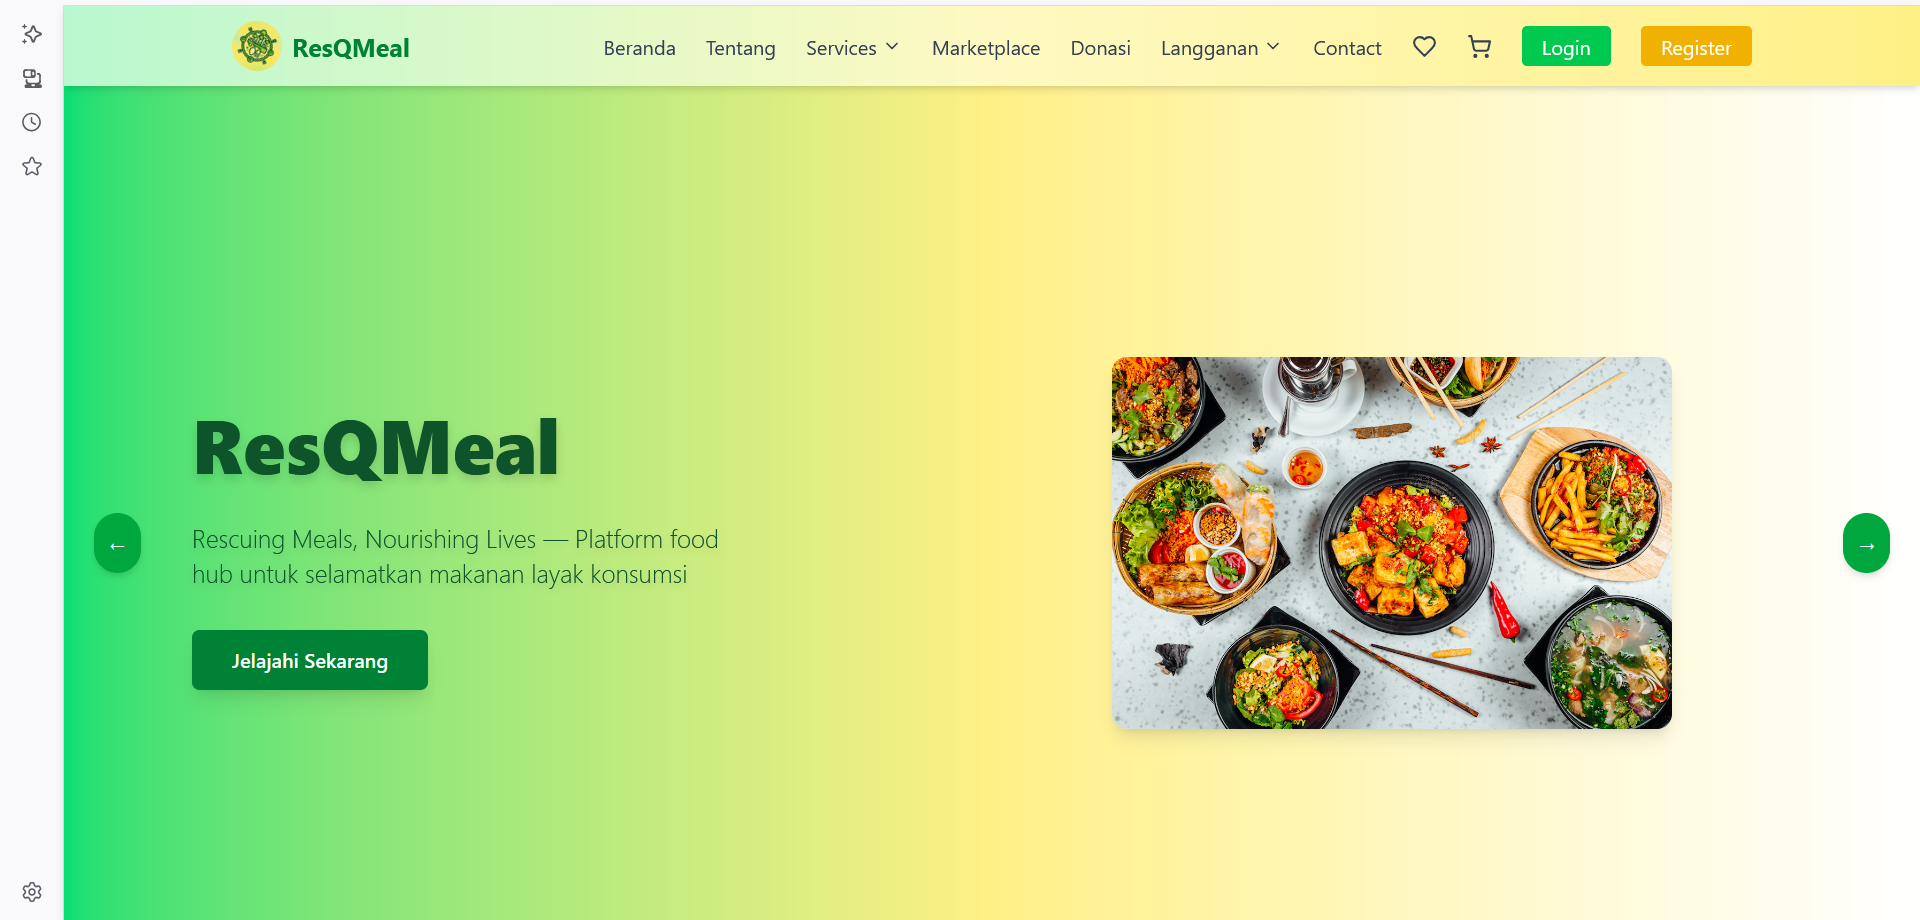 ResQMeal
Beranda
Tentang
Services
Marketplace
Donasi
Langganan
Contact
Login
Register
ResQMeal
Rescuing Meals, Nourishing Lives — Platform food
hub untuk selamatkan makanan layak konsumsi
←
→
Jelajahi Sekarang